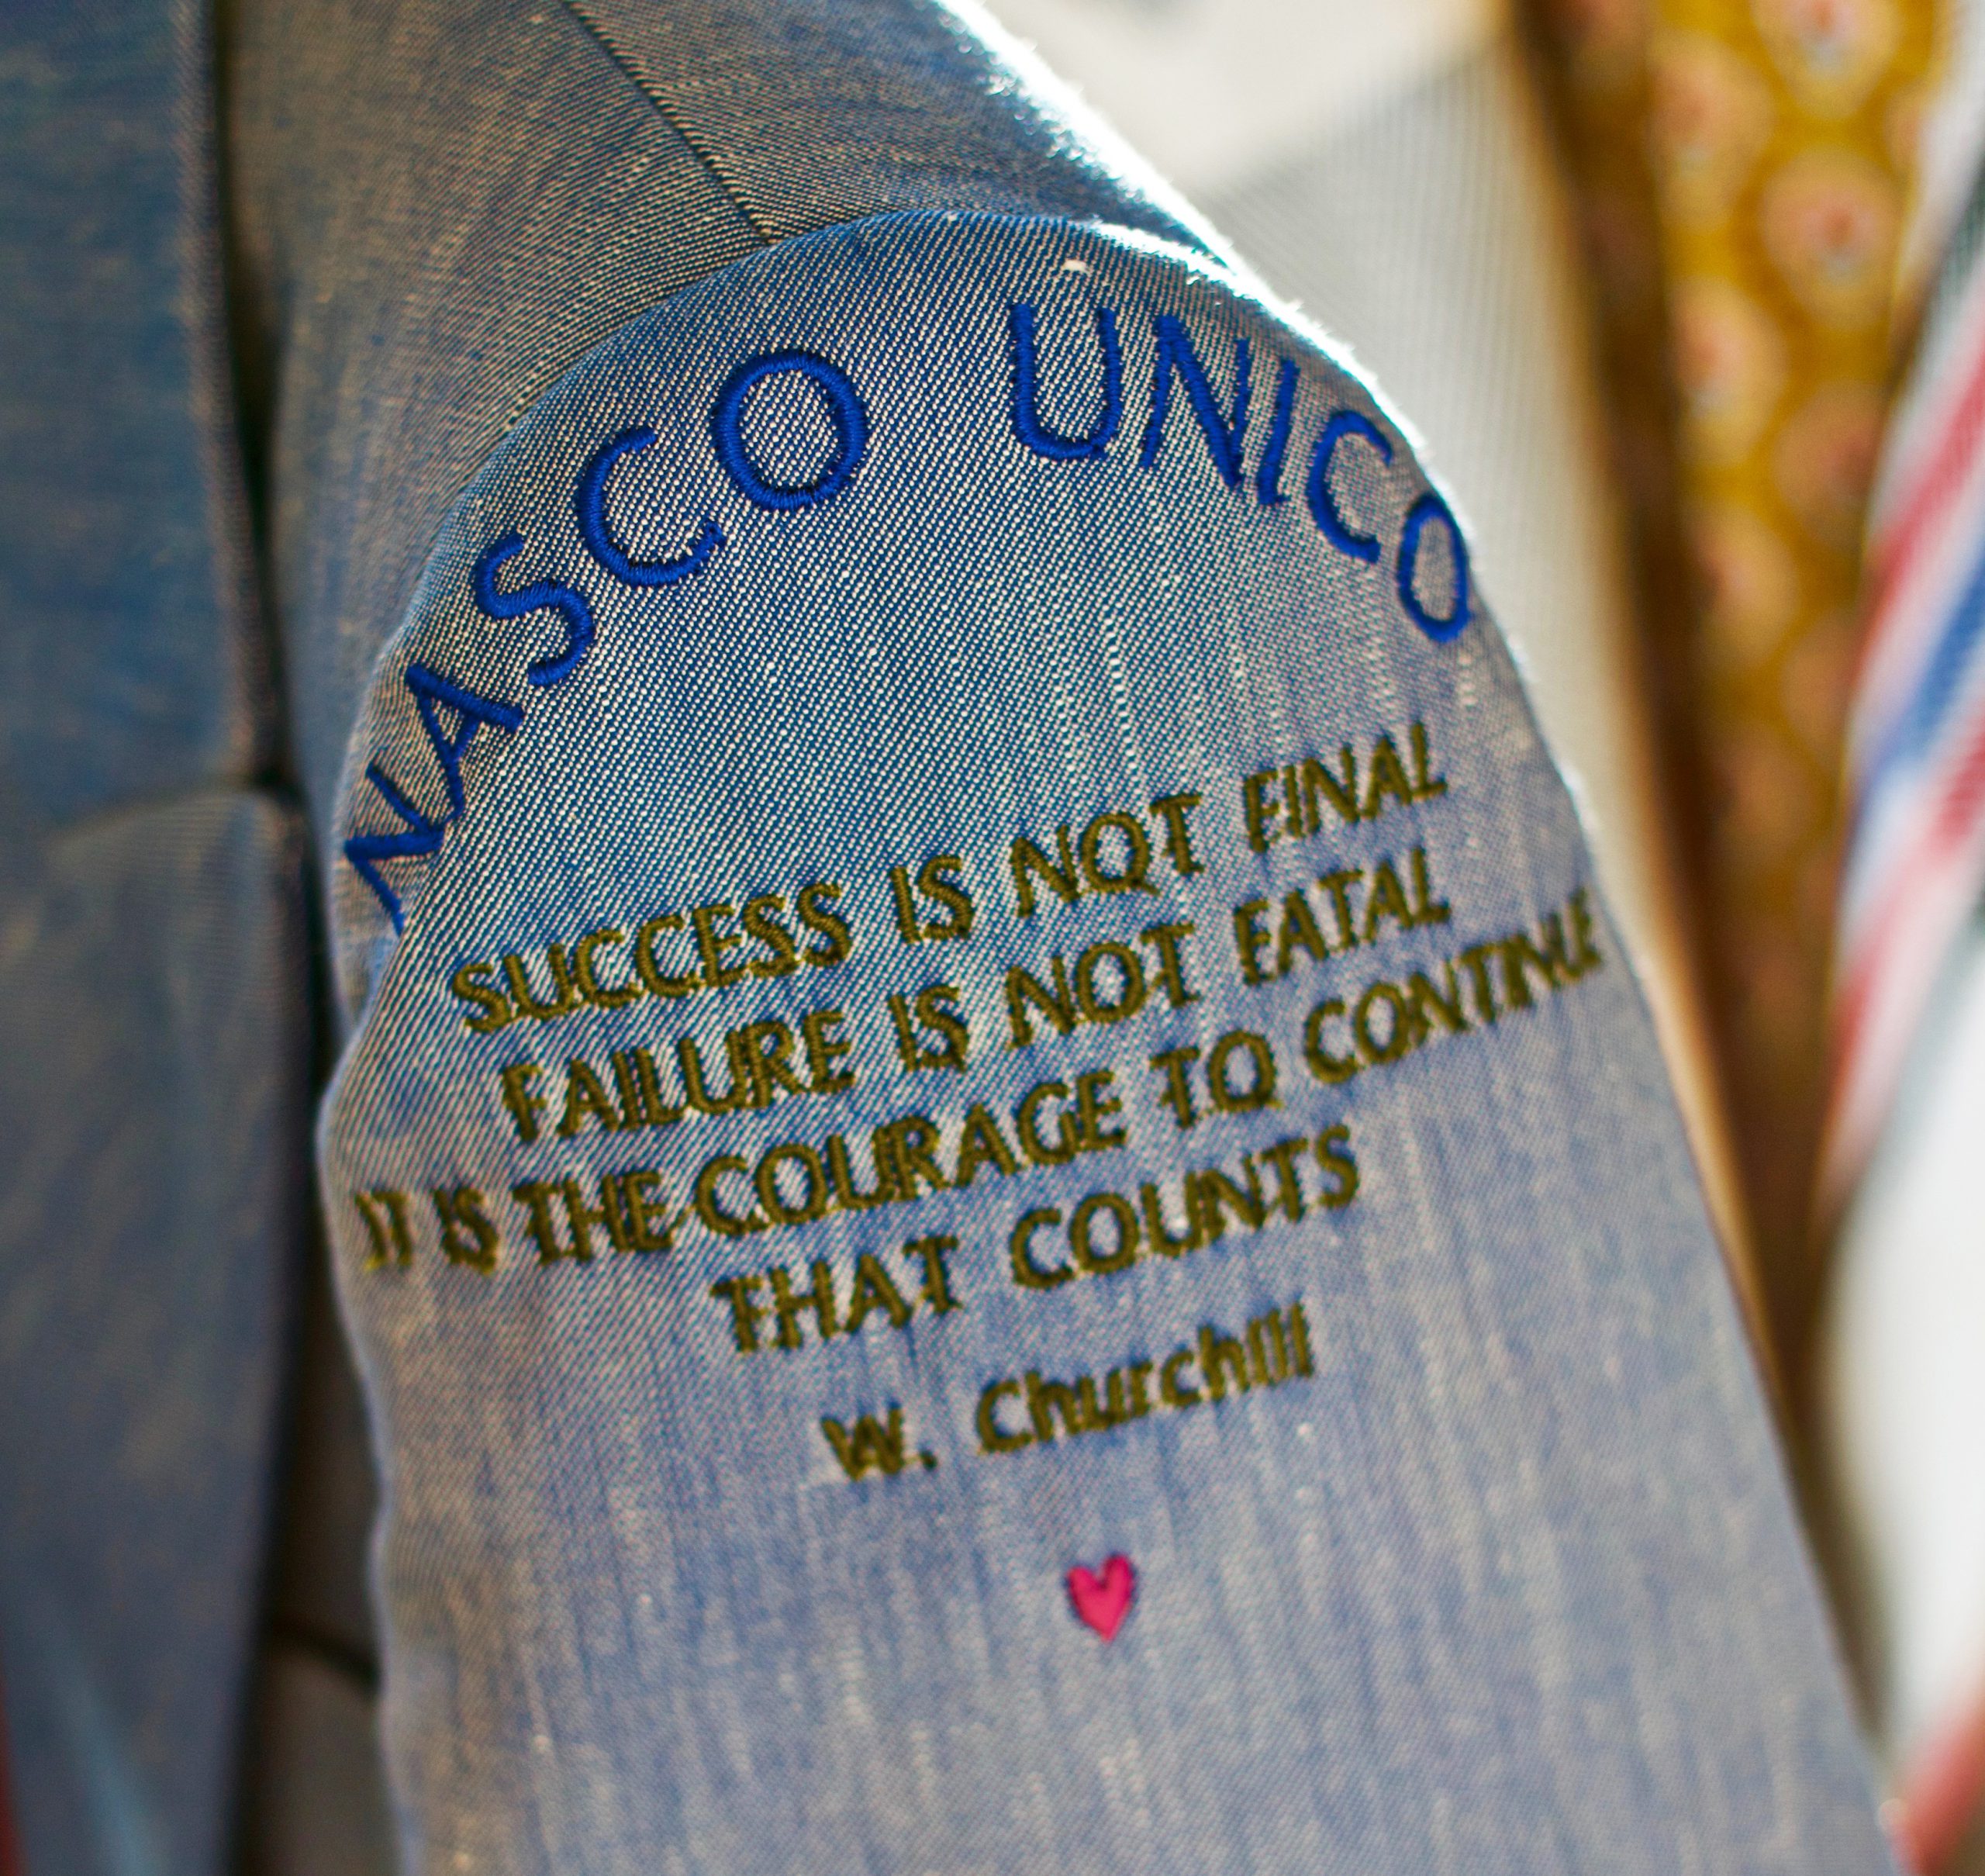 NASCO UNICO
SUCCESS IS NOT FINAL
FAILURE IS NOT FATAL
IT IS THE COURAGE TO CONTINUE
THAT COUNTS
W. Churchill